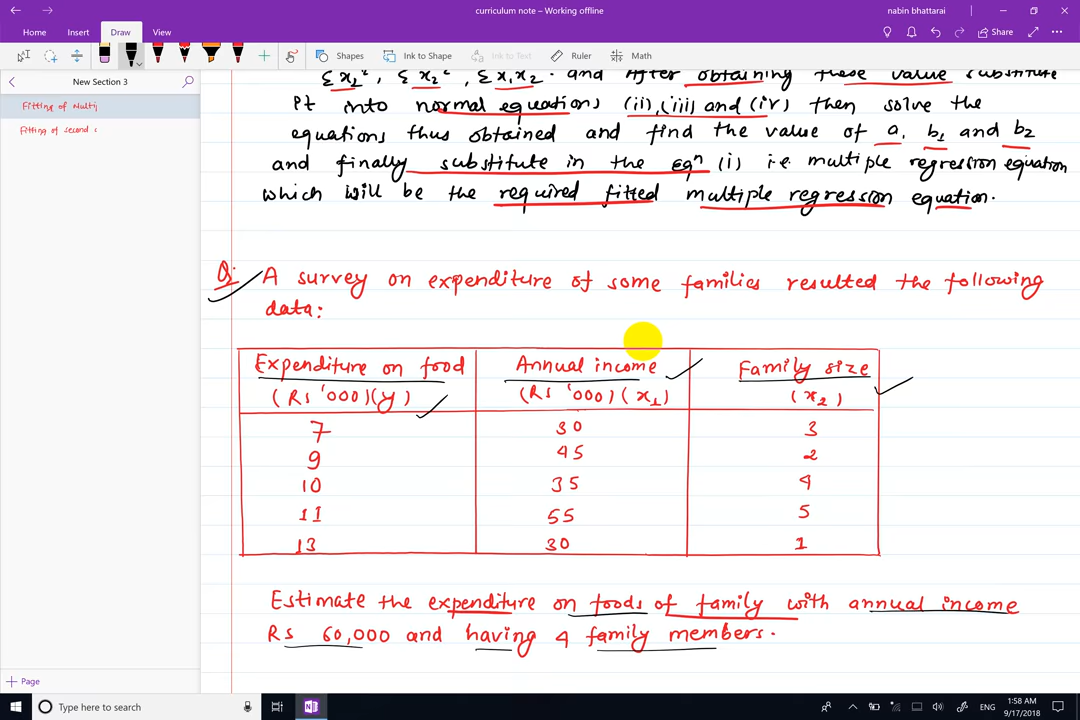 curriculum note – Working offline
nabin bhattarai
Home Insert Draw View
Share
Shapes Ink to Shape Ink to Text Ruler Math
New Section 3
Fitting of Multip
Fitting of second o
Σx₁², Σx₂², Σx₁x₂. and After obtaining these value substitute
it into normal equations (ii),(iii) and (iv) then solve the
equations thus obtained and find the value of a, b₁ and b₂
and finally substitute in the eqⁿ (i) i.e. multiple regression equation
which will be the required fitted multiple regression equation.
Q. A survey on expenditure of some families resulted the following
data:
Expenditure on food Annual income Family size
(Rs '000)(y) (Rs '000)(x₁) (x₂)
7 30 3
9 45 2
10 35 4
11 55 5
13 30 1
Estimate the expenditure on foods of family with annual income
Rs 60,000 and having 4 family members.
+ Page
Type here to search
ENG
1:58 AM
9/17/2018